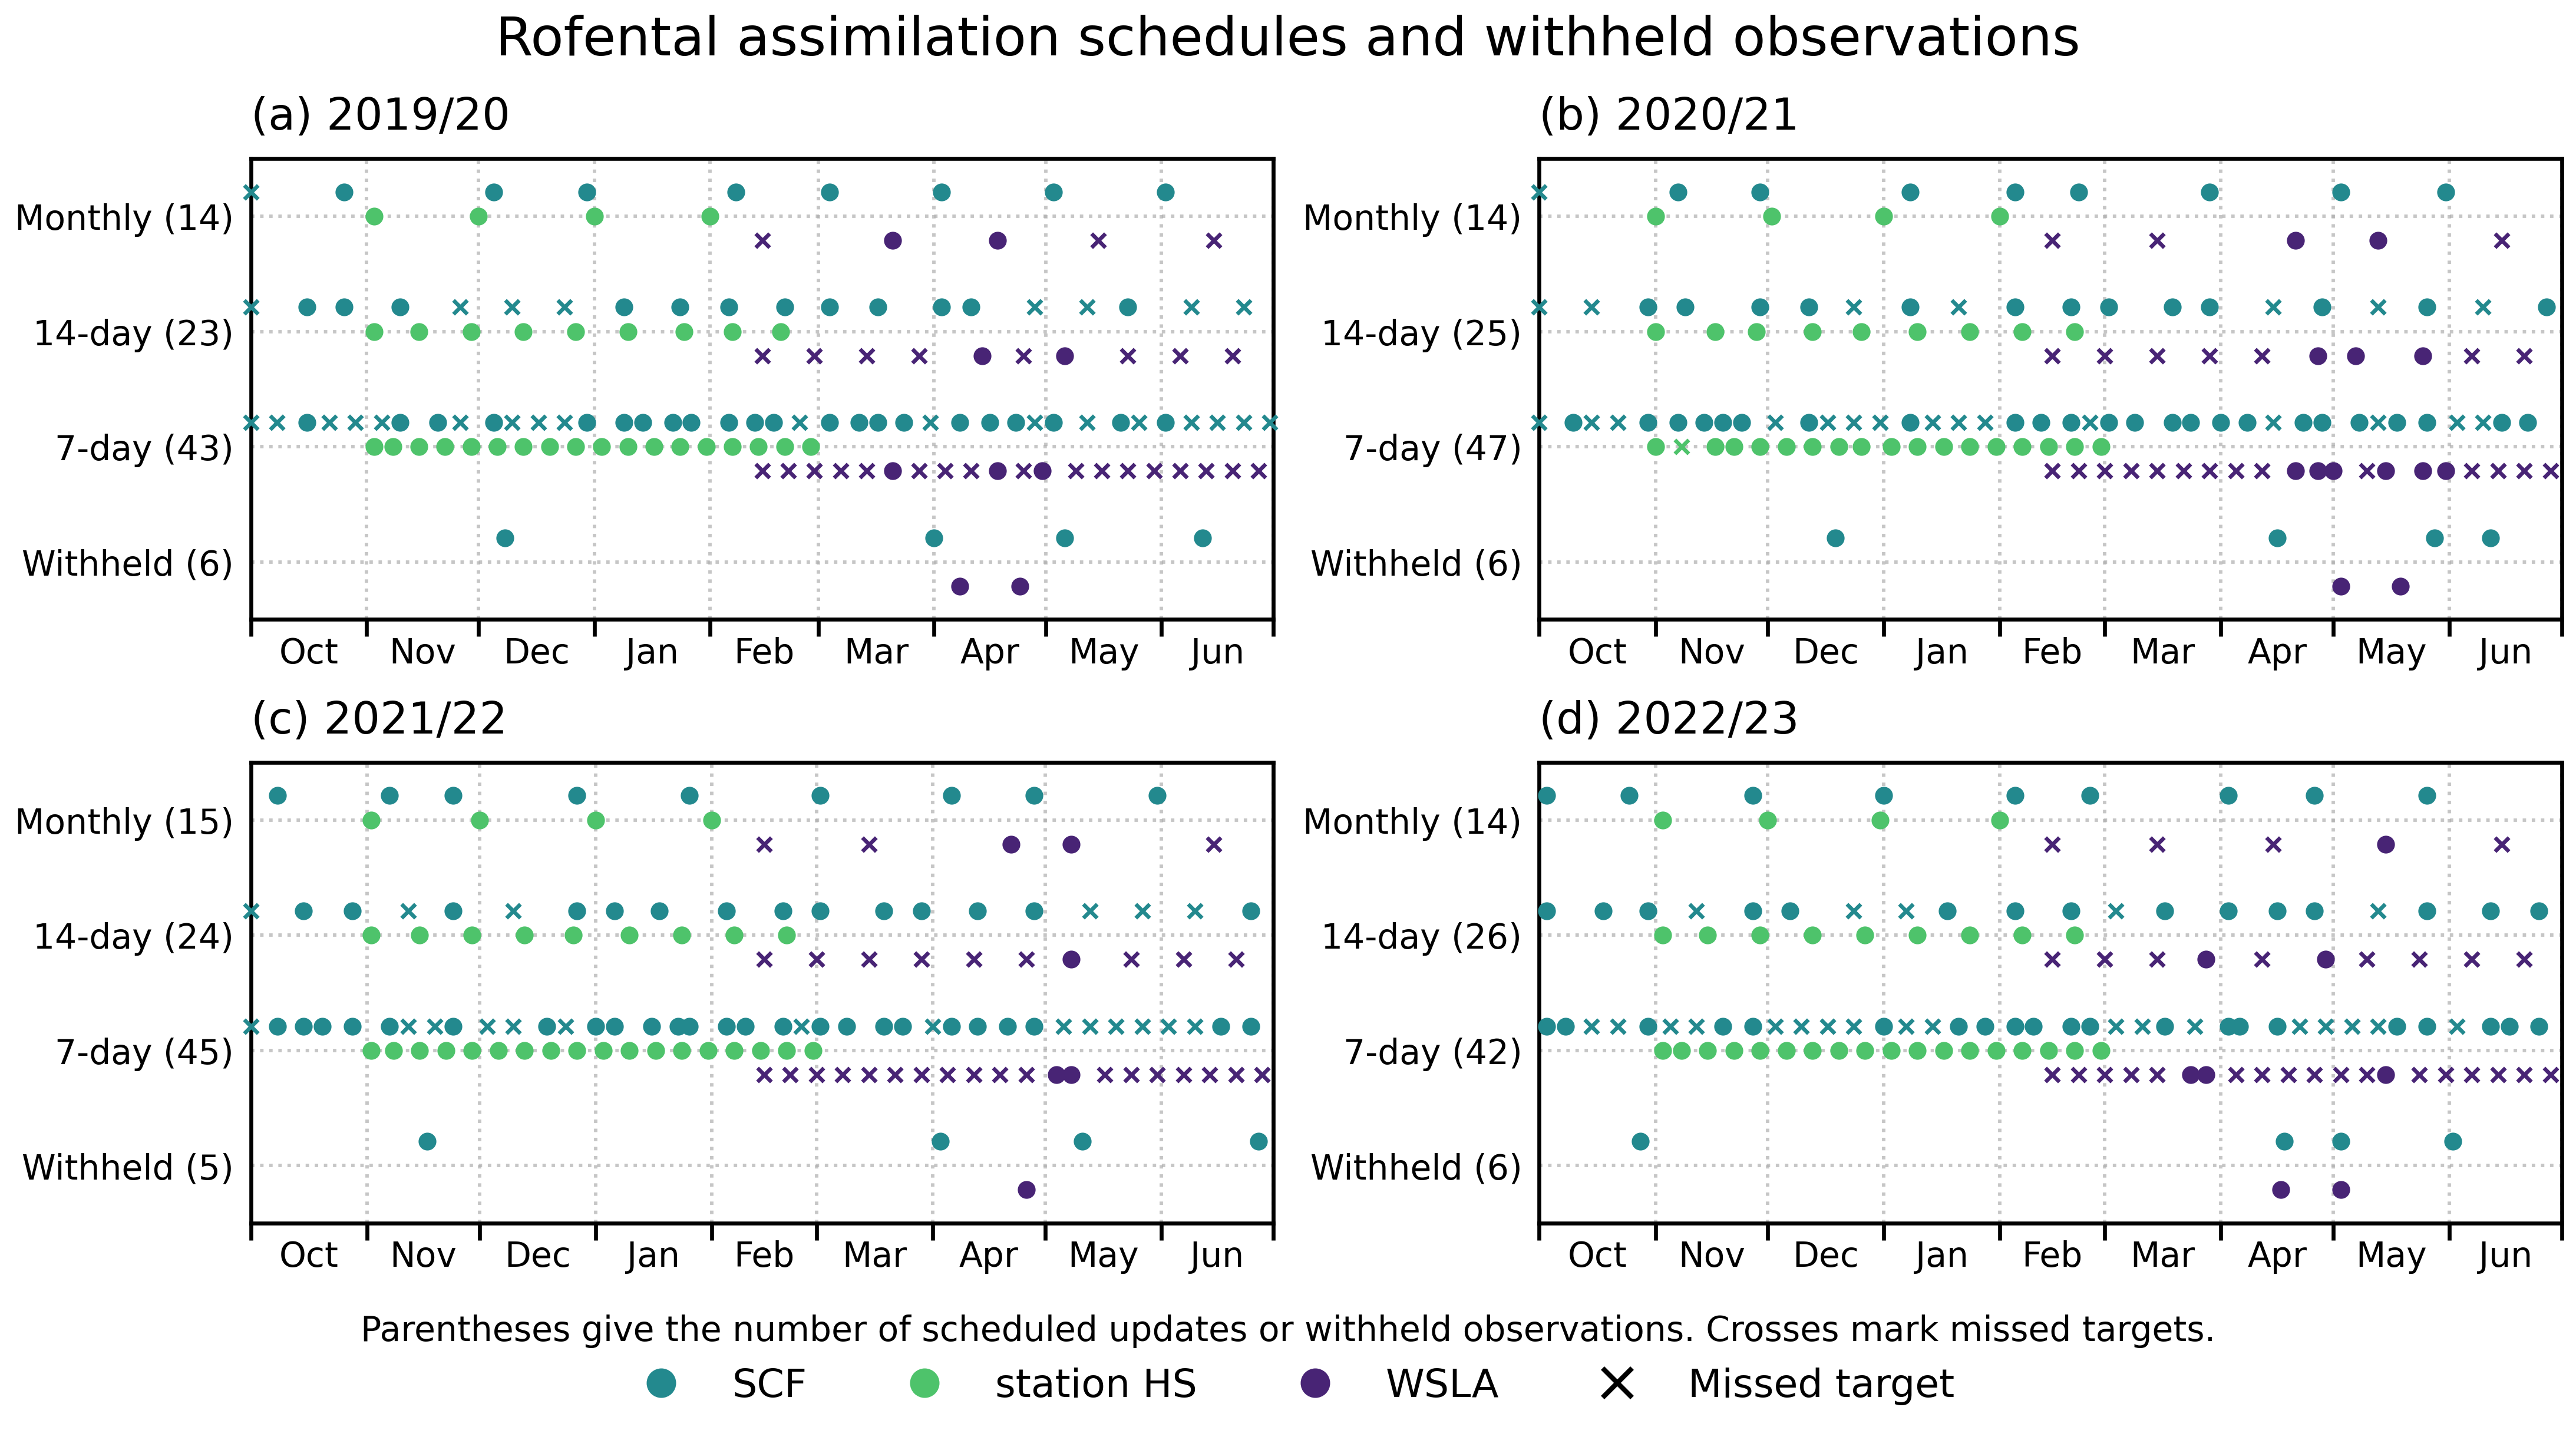 Rofental assimilation schedules and withheld observations
(a) 2019/20
Monthly (14)
14-day (23)
7-day (43)
Withheld (6)
Oct Nov Dec Jan Feb Mar Apr May Jun
(b) 2020/21
Monthly (14)
14-day (25)
7-day (47)
Withheld (6)
Oct Nov Dec Jan Feb Mar Apr May Jun
(c) 2021/22
Monthly (15)
14-day (24)
7-day (45)
Withheld (5)
Oct Nov Dec Jan Feb Mar Apr May Jun
(d) 2022/23
Monthly (14)
14-day (26)
7-day (42)
Withheld (6)
Oct Nov Dec Jan Feb Mar Apr May Jun
Parentheses give the number of scheduled updates or withheld observations. Crosses mark missed targets.
SCF station HS WSLA Missed target